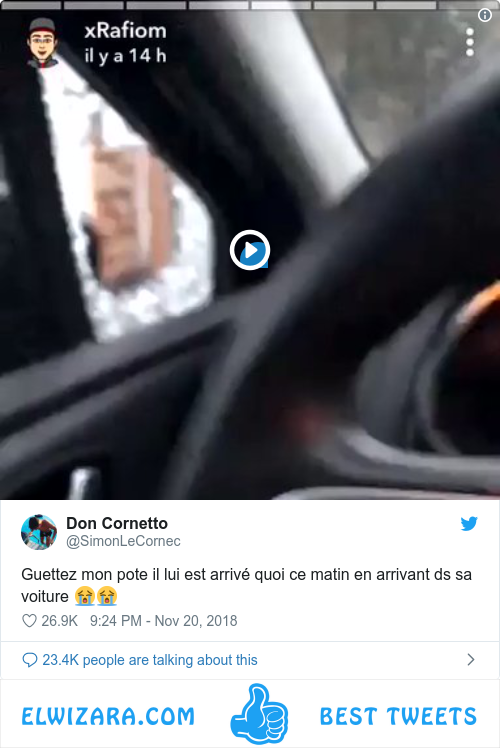 xRafiom
il y a 14 h
Don Cornetto
@SimonLeCornec
Guettez mon pote il lui est arrivé quoi ce matin en arrivant ds sa
voiture 😭😭
26.9K 9:24 PM - Nov 20, 2018
23.4K people are talking about this
ELWIZARA.COM BEST TWEETS